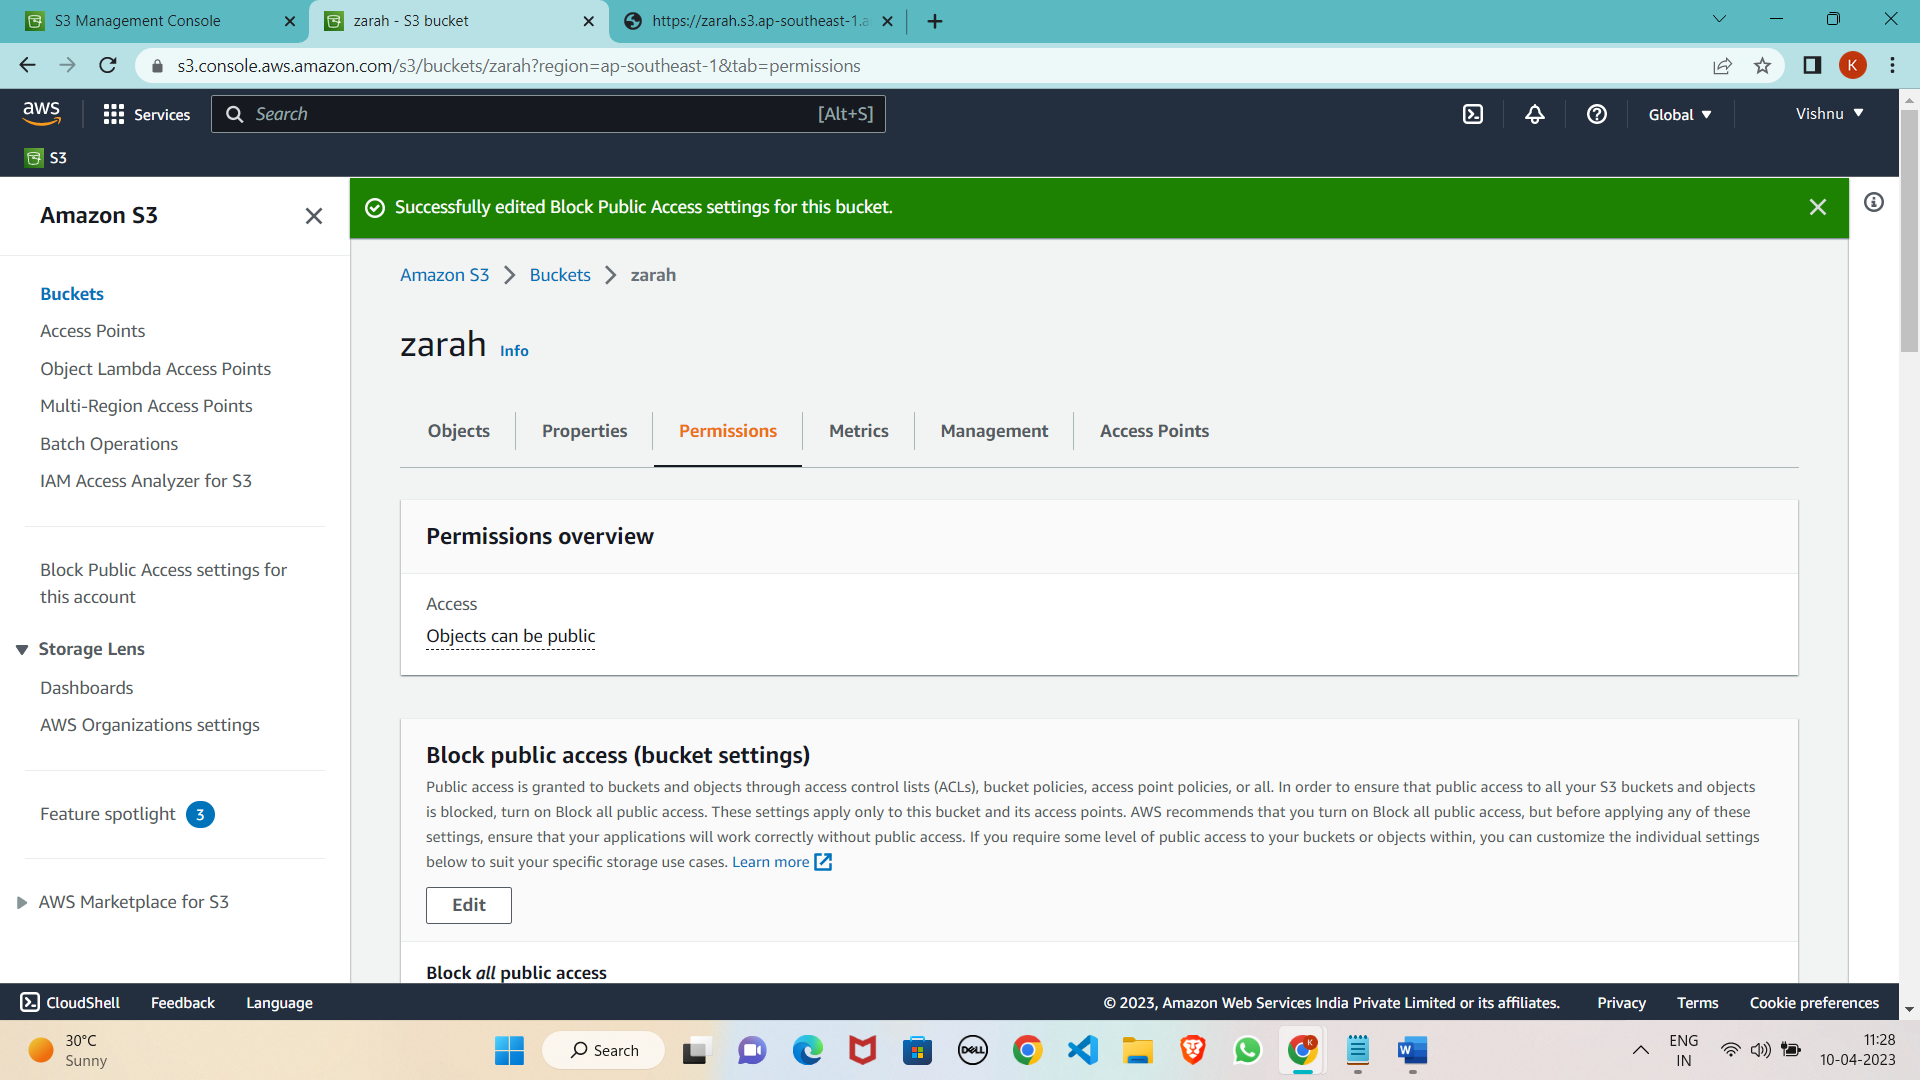 S3 Management Console
zarah - S3 bucket
https://zarah.s3.ap-southeast-1.a
s3.console.aws.amazon.com/s3/buckets/zarah?region=ap-southeast-1&tab=permissions
K
aws
Services
Search
[Alt+S]
Global
Vishnu
S3
Amazon S3
Buckets
Access Points
Object Lambda Access Points
Multi-Region Access Points
Batch Operations
IAM Access Analyzer for S3
Block Public Access settings for
this account
Storage Lens
Dashboards
AWS Organizations settings
Feature spotlight 3
AWS Marketplace for S3
Successfully edited Block Public Access settings for this bucket.
Amazon S3 > Buckets > zarah
zarah Info
Objects
Properties
Permissions
Metrics
Management
Access Points
Permissions overview
Access
Objects can be public
Block public access (bucket settings)
Public access is granted to buckets and objects through access control lists (ACLs), bucket policies, access point policies, or all. In order to ensure that public access to all your S3 buckets and objects
is blocked, turn on Block all public access. These settings apply only to this bucket and its access points. AWS recommends that you turn on Block all public access, but before applying any of these
settings, ensure that your applications will work correctly without public access. If you require some level of public access to your buckets or objects within, you can customize the individual settings
below to suit your specific storage use cases. Learn more
Edit
Block all public access
CloudShell
Feedback
Language
© 2023, Amazon Web Services India Private Limited or its affiliates.
Privacy
Terms
Cookie preferences
30°C
Sunny
Search
DELL
K
W
ENG
IN
11:28
10-04-2023